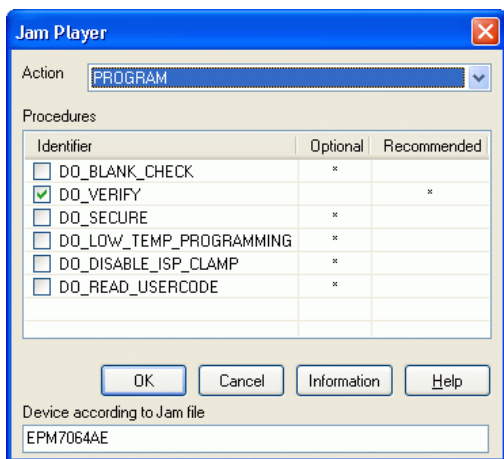 Jam Player
Action PROGRAM
Procedures
Identifier Optional Recommended
DO_BLANK_CHECK *
DO_VERIFY *
DO_SECURE *
DO_LOW_TEMP_PROGRAMMING *
DO_DISABLE_ISP_CLAMP *
DO_READ_USERCODE *
OK Cancel Information Help
Device according to Jam file
EPM7064AE